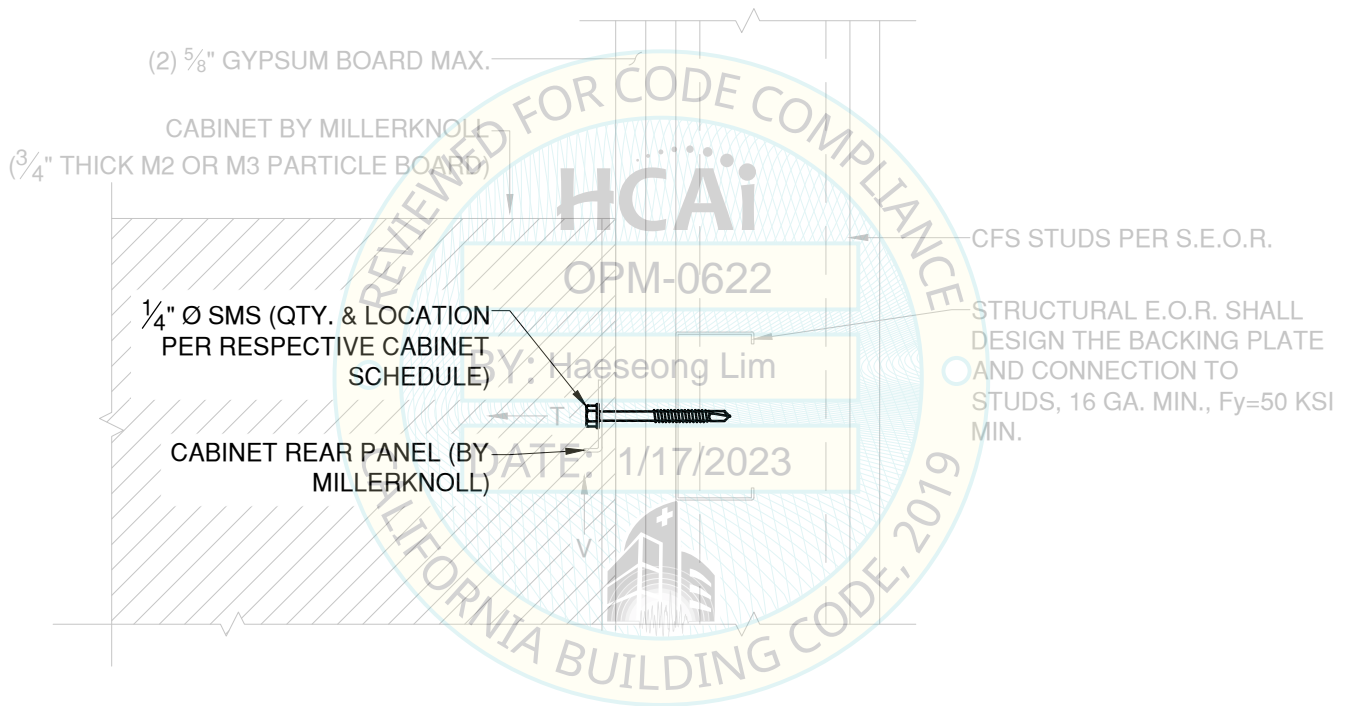 (2) ⅝" GYPSUM BOARD MAX.
CABINET BY MILLERKNOLL
(¾" THICK M2 OR M3 PARTICLE BOARD)
¼" Ø SMS (QTY. & LOCATION
PER RESPECTIVE CABINET
SCHEDULE)
CABINET REAR PANEL (BY
MILLERKNOLL)
T
V
CFS STUDS PER S.E.O.R.
STRUCTURAL E.O.R. SHALL
DESIGN THE BACKING PLATE
AND CONNECTION TO
STUDS, 16 GA. MIN., Fy=50 KSI
MIN.
REVIEWED FOR CODE COMPLIANCE
HCAi
OPM-0622
BY: Haeseong Lim
DATE: 1/17/2023
CALIFORNIA BUILDING CODE, 2019